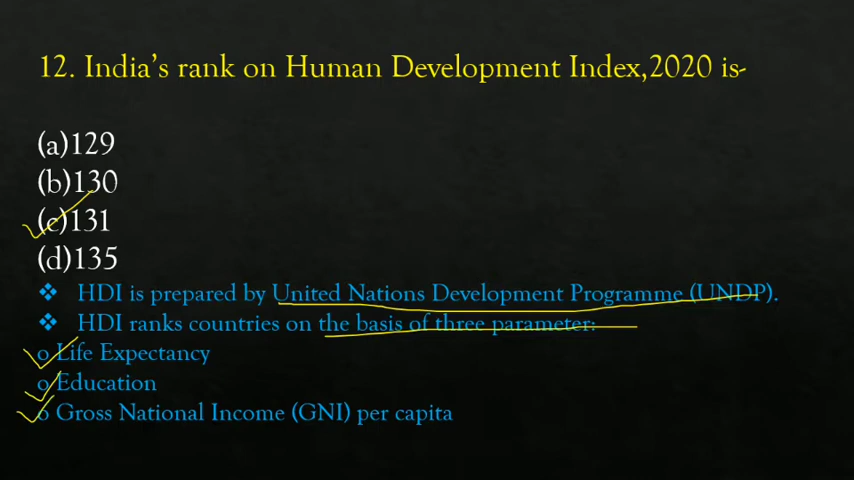 12. India's rank on Human Development Index,2020 is-
(a)129
(b)130
(c)131
(d)135
❖ HDI is prepared by United Nations Development Programme (UNDP).
❖ HDI ranks countries on the basis of three parameter:
o Life Expectancy
o Education
o Gross National Income (GNI) per capita